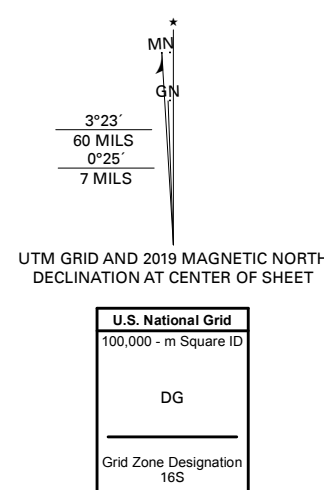 ★
MN
GN
3°23´
60 MILS
0°25´
7 MILS
UTM GRID AND 2019 MAGNETIC NORTH
DECLINATION AT CENTER OF SHEET
U.S. National Grid
100,000 - m Square ID
DG
Grid Zone Designation
16S